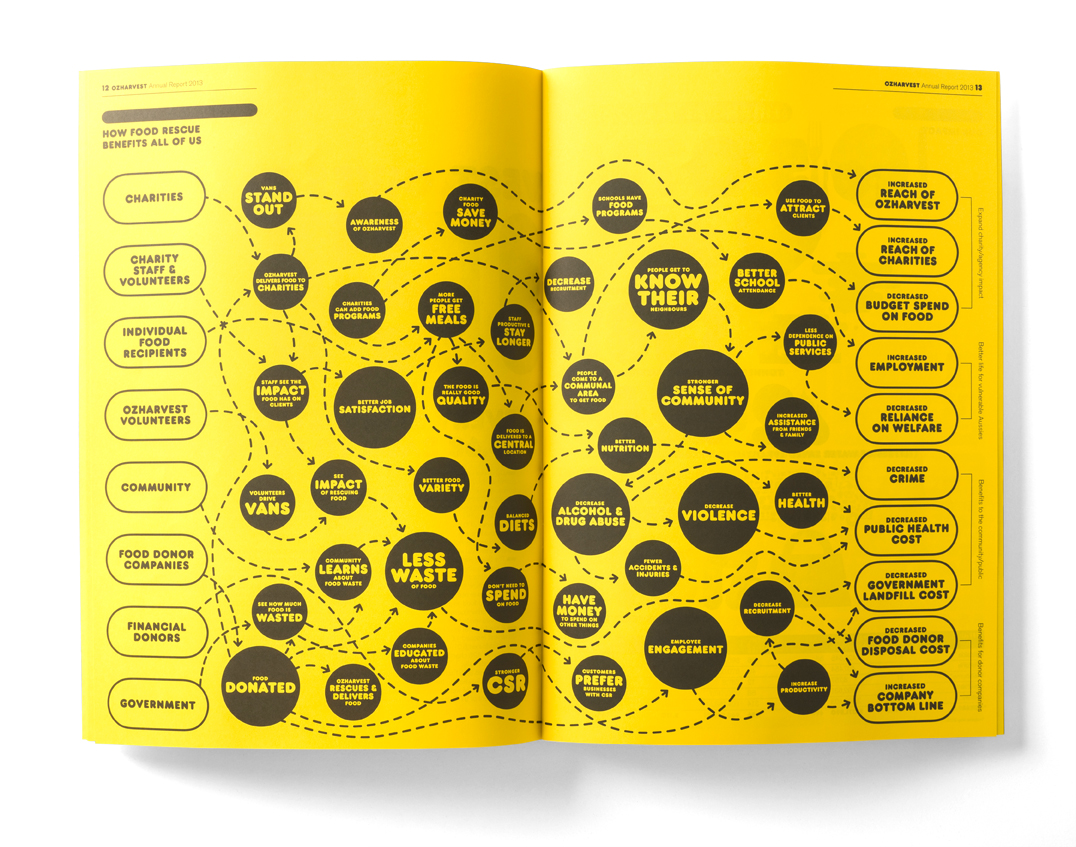 12 OZHARVEST Annual Report 2013
HOW FOOD RESCUE
BENEFITS ALL OF US
CHARITIES
CHARITY
STAFF &
VOLUNTEERS
INDIVIDUAL
FOOD
RECIPIENTS
OZHARVEST
VOLUNTEERS
COMMUNITY
FOOD DONOR
COMPANIES
FINANCIAL
DONORS
GOVERNMENT
VANS
STAND
OUT
AWARENESS
OF OZHARVEST
CHARITY
FOOD
SAVE
MONEY
OZHARVEST
DELIVERS FOOD TO
CHARITIES
CHARITIES
CAN ADD FOOD
PROGRAMS
MORE
PEOPLE GET
FREE
MEALS
STAFF
PRODUCTIVE &
STAY
LONGER
STAFF SEE THE
IMPACT
FOOD HAS ON
CLIENTS
BETTER JOB
SATISFACTION
THE FOOD IS
REALLY GOOD
QUALITY
FOOD IS
DELIVERED TO A
CENTRAL
LOCATION
VOLUNTEERS
DRIVE
VANS
SEE
IMPACT
OF RESCUING
FOOD
BETTER FOOD
VARIETY
BALANCED
DIETS
COMMUNITY
LEARNS
ABOUT
FOOD WASTE
LESS
WASTE
OF FOOD
DON'T NEED TO
SPEND
ON FOOD
SEE HOW MUCH
FOOD IS
WASTED
COMPANIES
EDUCATED
ABOUT
FOOD WASTE
FOOD
DONATED
OZHARVEST
RESCUES &
DELIVERS
FOOD
STRONGER
CSR
OZHARVEST Annual Report 2013 13
SCHOOLS HAVE
FOOD
PROGRAMS
USE FOOD TO
ATTRACT
CLIENTS
DECREASE
RECRUITMENT
PEOPLE GET TO
KNOW
THEIR
NEIGHBOURS
BETTER
SCHOOL
ATTENDANCE
LESS
DEPENDENCE ON
PUBLIC
SERVICES
PEOPLE
COME TO A
COMMUNAL
AREA
TO GET FOOD
STRONGER
SENSE OF
COMMUNITY
INCREASED
ASSISTANCE
FROM FRIENDS
& FAMILY
BETTER
NUTRITION
DECREASE
ALCOHOL &
DRUG ABUSE
DECREASE
VIOLENCE
BETTER
HEALTH
FEWER
ACCIDENTS &
INJURIES
HAVE
MONEY
TO SPEND ON
OTHER THINGS
DECREASE
RECRUITMENT
EMPLOYEE
ENGAGEMENT
CUSTOMERS
PREFER
BUSINESSES
WITH CSR
INCREASE
PRODUCTIVITY
INCREASED
REACH OF
OZHARVEST
INCREASED
REACH OF
CHARITIES
DECREASED
BUDGET SPEND
ON FOOD
INCREASED
EMPLOYMENT
DECREASED
RELIANCE
ON WELFARE
DECREASED
CRIME
DECREASED
PUBLIC HEALTH
COST
DECREASED
GOVERNMENT
LANDFILL COST
DECREASED
FOOD DONOR
DISPOSAL COST
INCREASED
COMPANY
BOTTOM LINE
Expand charity/agency impact
Better life for vulnerable Aussies
Benefits to the community/public
Benefits for donor companies